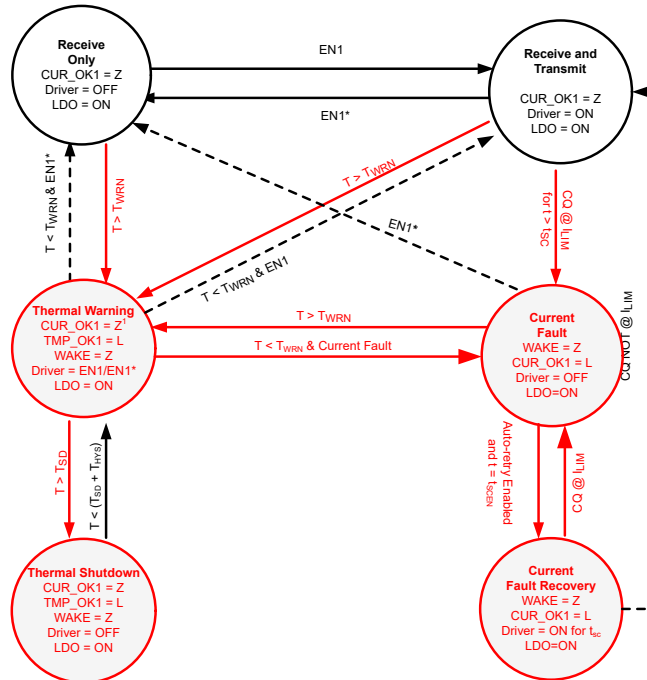 Receive
Only
CUR_OK1 = Z
Driver = OFF
LDO = ON
EN1
EN1*
Receive and
Transmit
CUR_OK1 = Z
Driver = ON
LDO = ON
T < TWRN & EN1*
T > TWRN
T > TWRN
T < TWRN & EN1
EN1*
CQ @ ILIM
for t > tSC
Thermal Warning
CUR_OK1 = Z1
TMP_OK1 = L
WAKE = Z
Driver = EN1/EN1*
LDO = ON
T > TWRN
T < TWRN & Current Fault
Current
Fault
WAKE = Z
CUR_OK1 = L
Driver = OFF
LDO=ON
CQ NOT @ ILIM
T > TSD
T < (TSD + THYS)
Auto-retry Enabled
and t = tSCEN
CQ @ ILIM
Thermal Shutdown
CUR_OK1 = Z
TMP_OK1 = L
WAKE = Z
Driver = OFF
LDO = ON
Current
Fault Recovery
WAKE = Z
CUR_OK1 = L
Driver = ON for tsc
LDO=ON